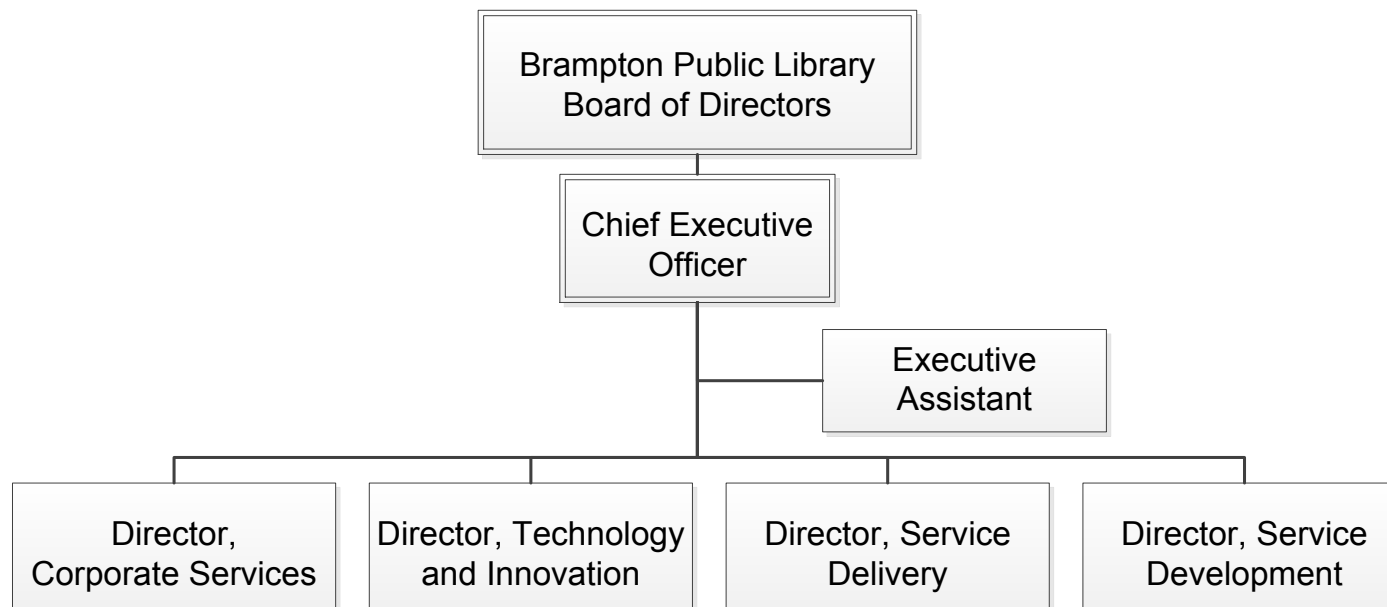 Brampton Public Library
Board of Directors
Chief Executive
Officer
Executive
Assistant
Director,
Corporate Services
Director, Technology
and Innovation
Director, Service
Delivery
Director, Service
Development